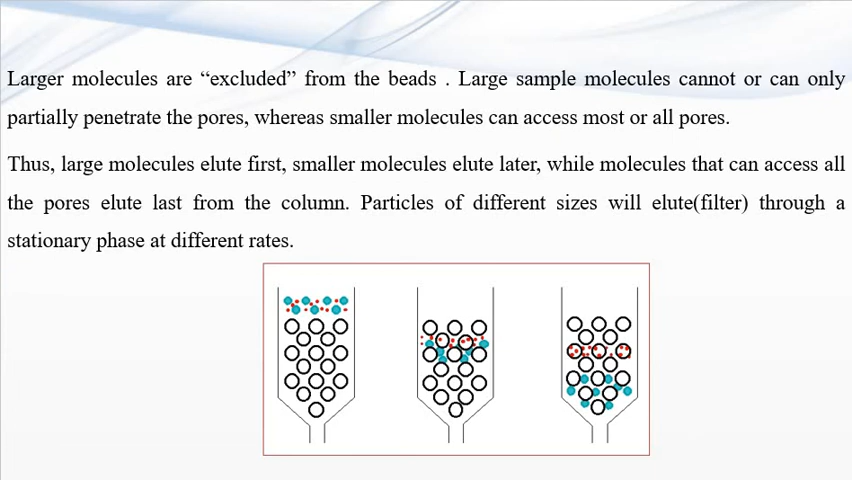 Larger molecules are “excluded” from the beads . Large sample molecules cannot or can only
partially penetrate the pores, whereas smaller molecules can access most or all pores.
Thus, large molecules elute first, smaller molecules elute later, while molecules that can access all
the pores elute last from the column. Particles of different sizes will elute(filter) through a
stationary phase at different rates.